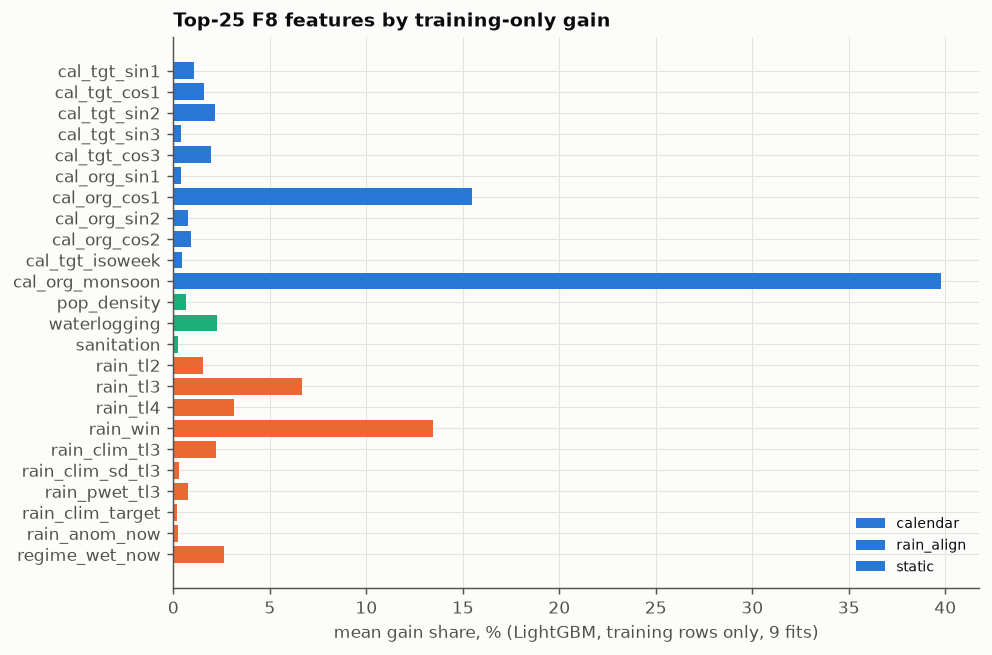 Top-25 F8 features by training-only gain
cal_tgt_sin1
cal_tgt_cos1
cal_tgt_sin2
cal_tgt_sin3
cal_tgt_cos3
cal_org_sin1
cal_org_cos1
cal_org_sin2
cal_org_cos2
cal_tgt_isoweek
cal_org_monsoon
pop_density
waterlogging
sanitation
rain_tl2
rain_tl3
rain_tl4
rain_win
rain_clim_tl3
rain_clim_sd_tl3
rain_pwet_tl3
rain_clim_target
rain_anom_now
regime_wet_now
calendar
rain_align
static
0 5 10 15 20 25 30 35 40
mean gain share, % (LightGBM, training rows only, 9 fits)